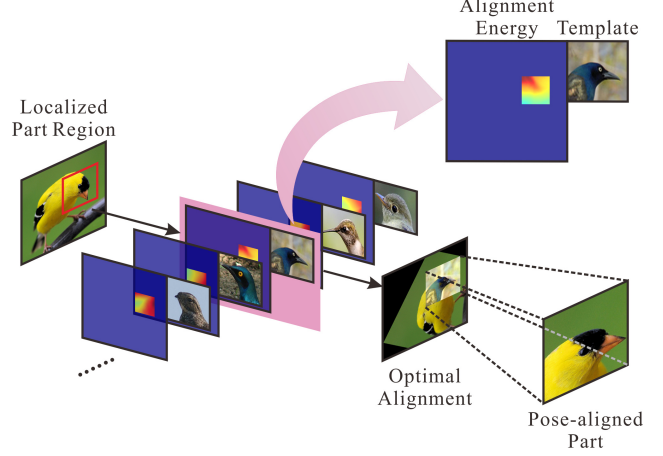 Alignment
Energy
Template
Localized
Part Region
Optimal
Alignment
Pose-aligned
Part